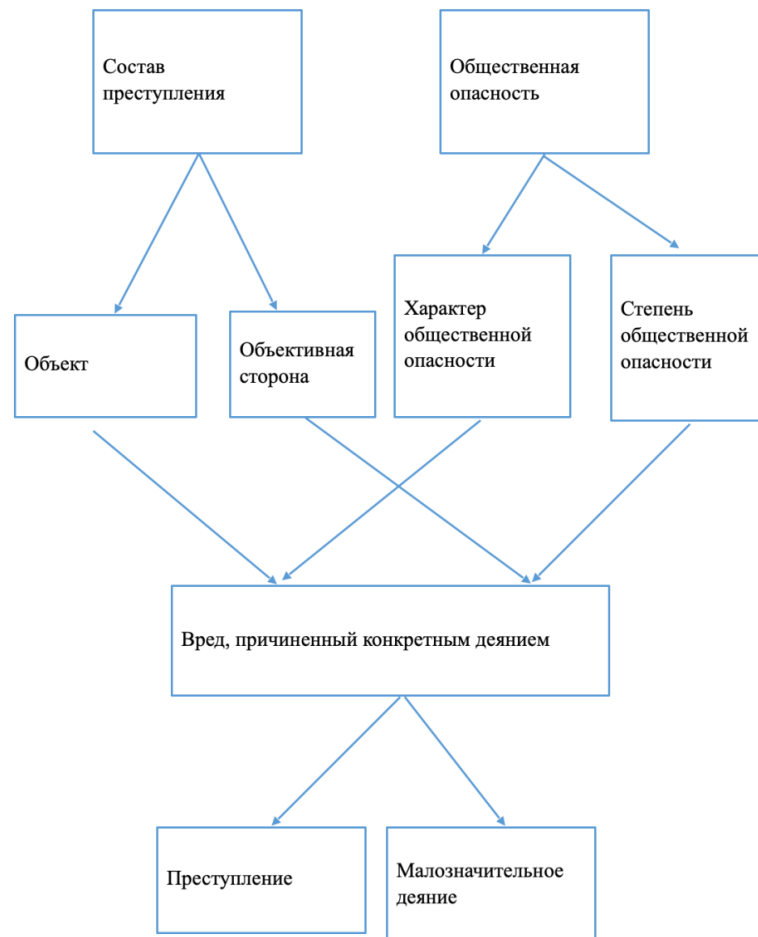 Состав
преступления
Общественная
опасность
Объект
Объективная
сторона
Характер
общественной
опасности
Степень
общественной
опасности
Вред, причиненный конкретным деянием
Преступление
Малозначительное
деяние